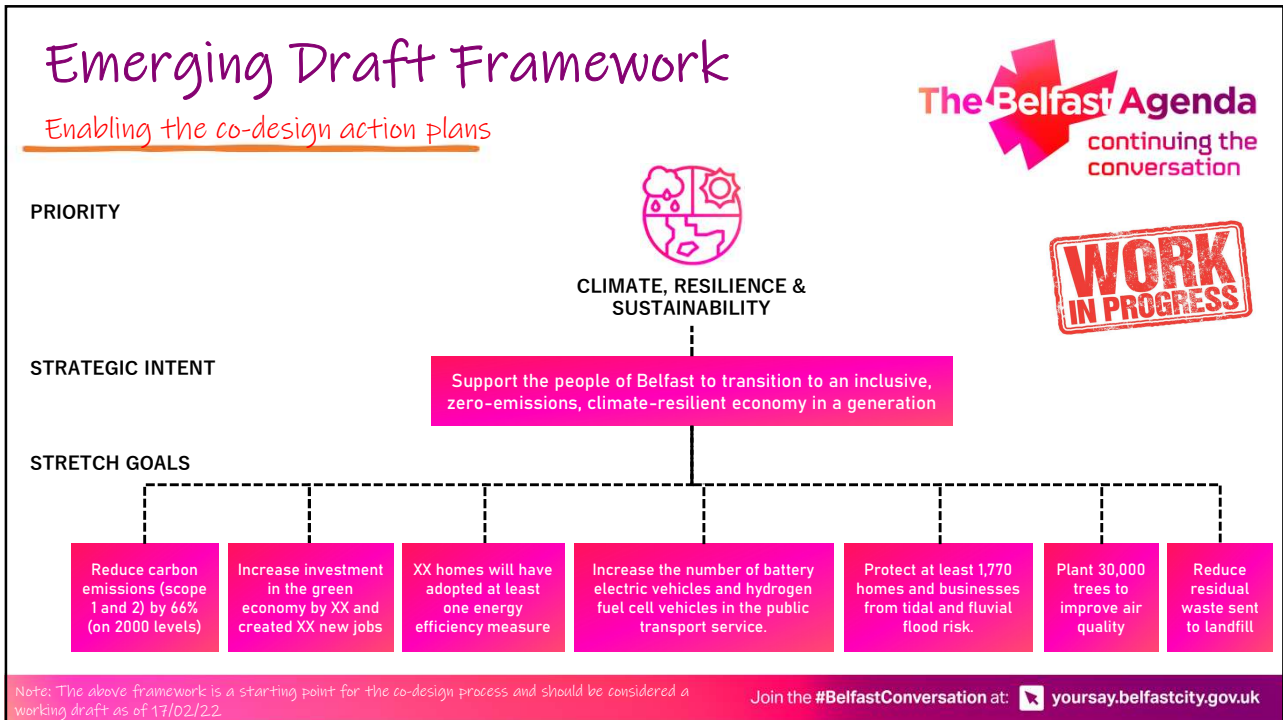 Emerging Draft Framework
Enabling the co-design action plans
The Belfast Agenda
continuing the
conversation
PRIORITY
CLIMATE, RESILIENCE &
SUSTAINABILITY
WORK
IN PROGRESS
STRATEGIC INTENT
Support the people of Belfast to transition to an inclusive,
zero-emissions, climate-resilient economy in a generation
STRETCH GOALS
Reduce carbon
emissions (scope
1 and 2) by 66%
(on 2000 levels)
Increase investment
in the green
economy by XX and
created XX new jobs
XX homes will have
adopted at least
one energy
efficiency measure
Increase the number of battery
electric vehicles and hydrogen
fuel cell vehicles in the public
transport service.
Protect at least 1,770
homes and businesses
from tidal and fluvial
flood risk.
Plant 30,000
trees to
improve air
quality
Reduce
residual
waste sent
to landfill
Note: The above framework is a starting point for the co-design process and should be considered a
working draft as of 17/02/22
Join the #BelfastConversation at: yoursay.belfastcity.gov.uk